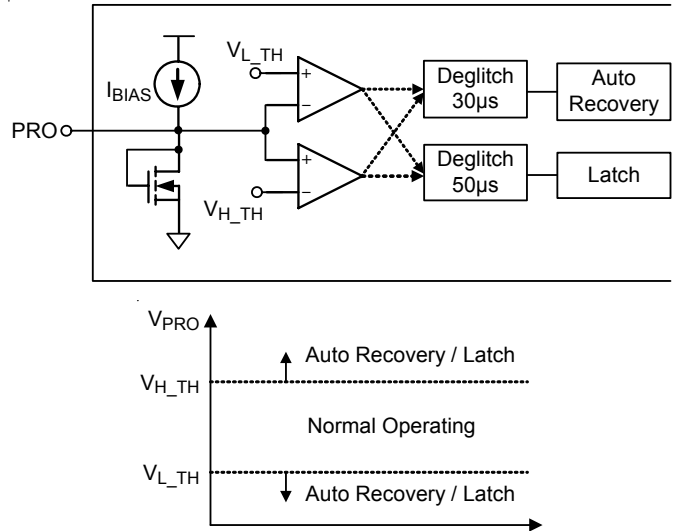 V_L_TH
I_BIAS
PRO
+
−
+
−
V_H_TH
Deglitch
30µs
Auto
Recovery
Deglitch
50µs
Latch
V_PRO
Auto Recovery / Latch
V_H_TH
Normal Operating
V_L_TH
Auto Recovery / Latch